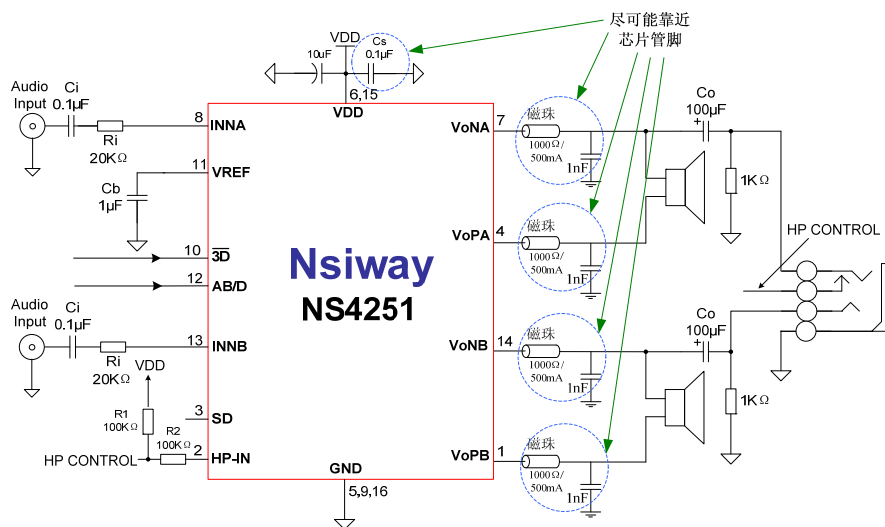 尽可能靠近
芯片管脚
VDD
10uF
Cs
0.1µF
6,15
VDD
Audio
Input
Ci
0.1µF
Ri
20KΩ
8
INNA
11
VREF
Cb
1µF
10
3D
12
AB/D
Audio
Input
Ci
0.1µF
Ri
20KΩ
13
INNB
VDD
R1
100KΩ
R2
100KΩ
3
SD
HP CONTROL
2
HP-IN
Nsiway
NS4251
GND
5,9,16
VoNA
7
磁珠
1000Ω/
500mA
1nF
VoPA
4
磁珠
1000Ω/
500mA
1nF
VoNB
14
磁珠
1000Ω/
500mA
1nF
VoPB
1
磁珠
1000Ω/
500mA
1nF
Co
100µF
+
1KΩ
HP CONTROL
Co
100µF
+
1KΩ